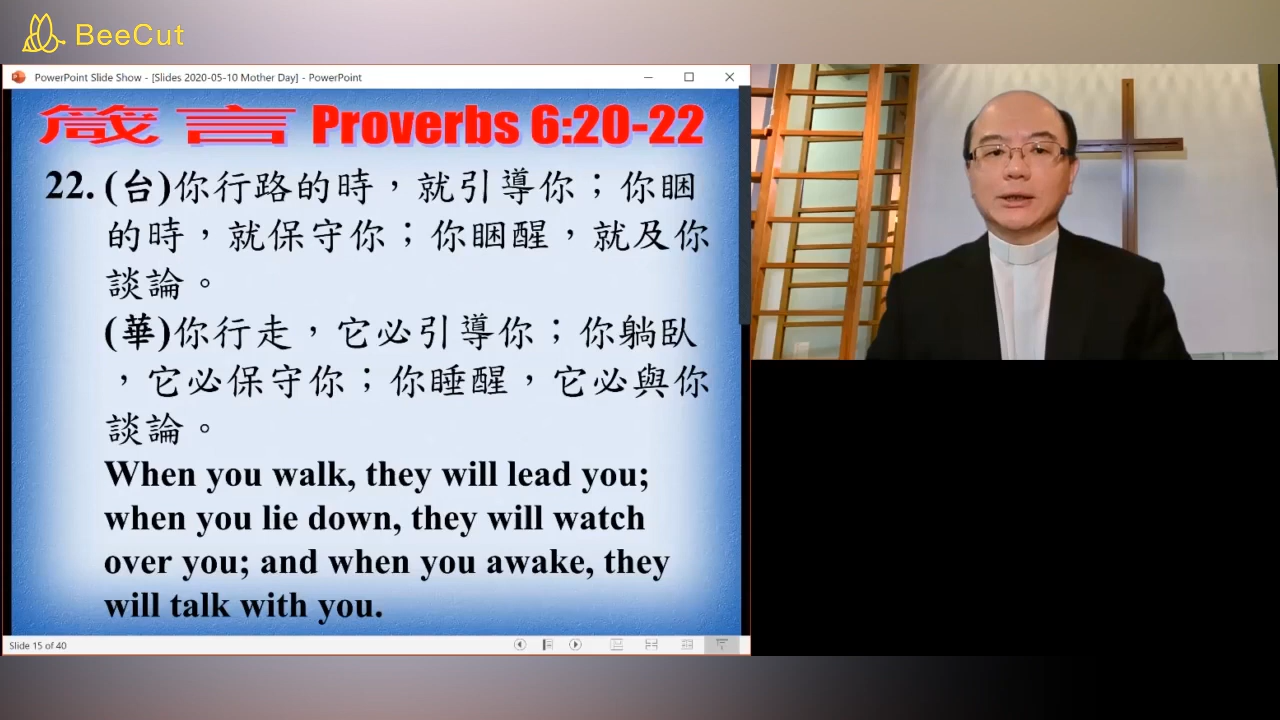 BeeCut
PowerPoint Slide Show - [Slides 2020-05-10 Mother Day] - PowerPoint
箴言 Proverbs 6:20-22
22. (台)你行路的時，就引導你；你睏
的時，就保守你；你睏醒，就及你
談論。
(華)你行走，它必引導你；你躺臥
，它必保守你；你睡醒，它必與你
談論。
When you walk, they will lead you;
when you lie down, they will watch
over you; and when you awake, they
will talk with you.
Slide 15 of 40